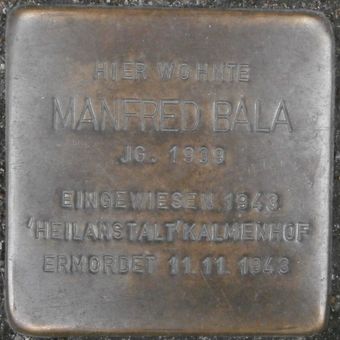 HIER WOHNTE
MANFRED BALA
JG. 1939
EINGEWIESEN 1943
'HEILANSTALT' KALMENHOF
ERMORDET 11.11.1943